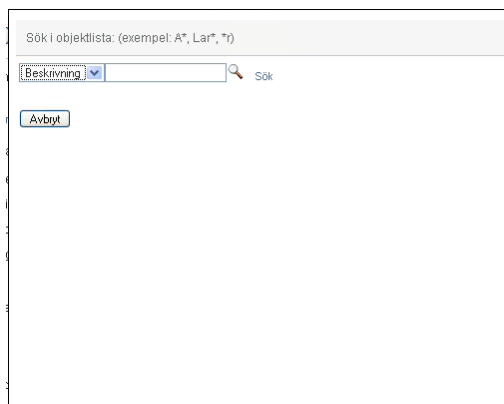 Sök i objektlista: (exempel: A*, Lar*, *r)
Beskrivning Sök
Avbryt